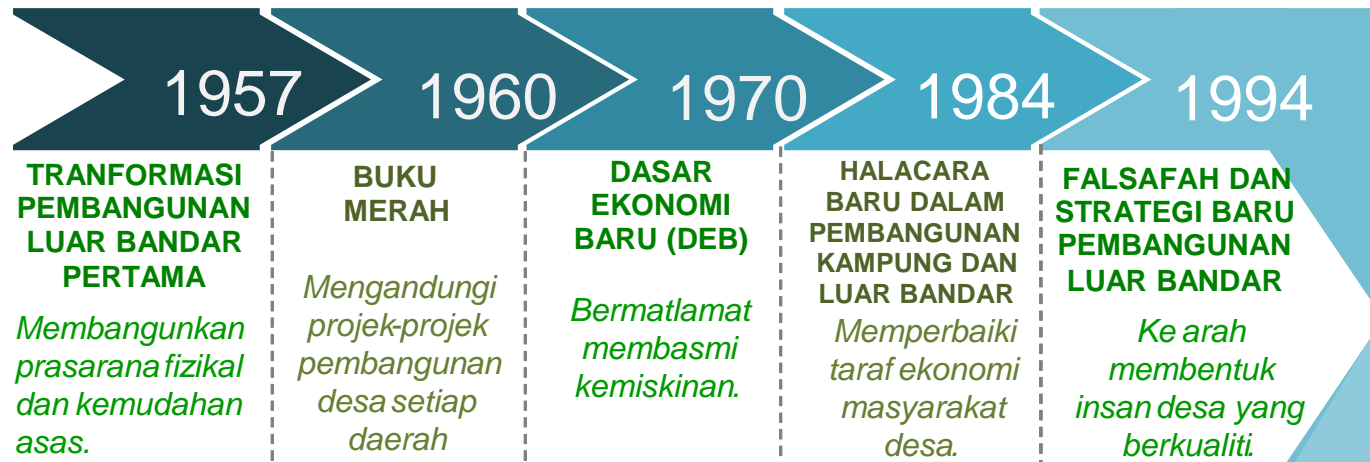 1957
1960
1970
1984
1994
TRANFORMASI
PEMBANGUNAN
LUAR BANDAR
PERTAMA
Membangunkan
prasarana fizikal
dan kemudahan
asas.
BUKU
MERAH
Mengandungi
projek-projek
pembangunan
desa setiap
daerah
DASAR
EKONOMI
BARU (DEB)
Bermatlamat
membasmi
kemiskinan.
HALACARA
BARU DALAM
PEMBANGUNAN
KAMPUNG DAN
LUAR BANDAR
Memperbaiki
taraf ekonomi
masyarakat
desa.
FALSAFAH DAN
STRATEGI BARU
PEMBANGUNAN
LUAR BANDAR
Ke arah
membentuk
insan desa yang
berkualiti.